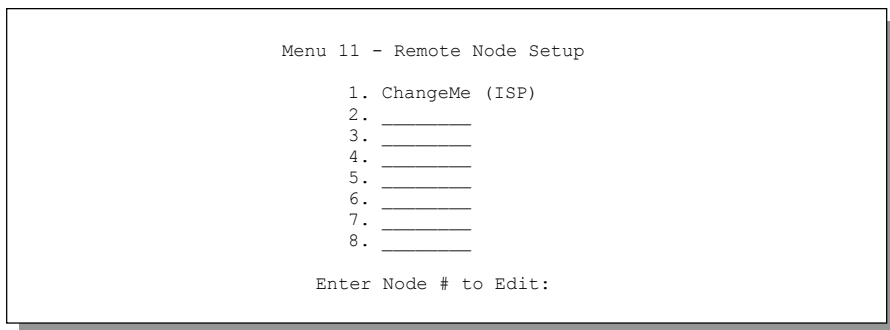 Menu 11 - Remote Node Setup
1. ChangeMe (ISP)
2. ________
3. ________
4. ________
5. ________
6. ________
7. ________
8. ________
Enter Node # to Edit: